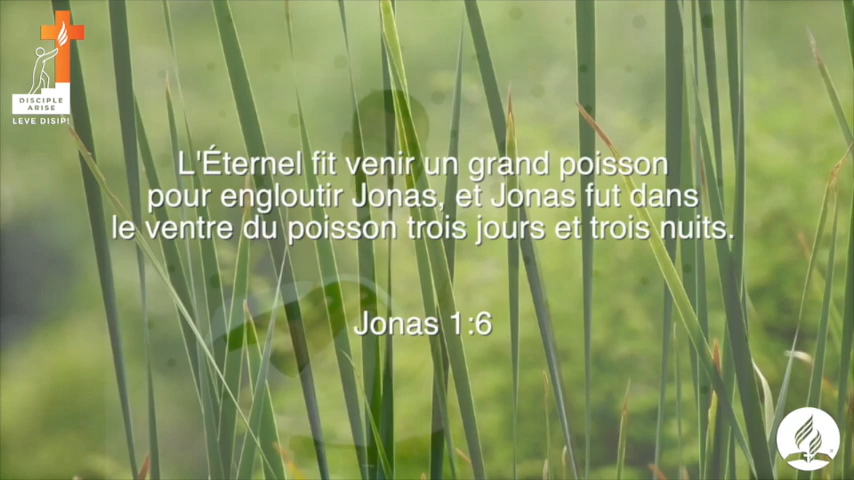 DISCIPLE
ARISE
LEVE DISIP!
L'Éternel fit venir un grand poisson
pour engloutir Jonas, et Jonas fut dans
le ventre du poisson trois jours et trois nuits.
Jonas 1:6